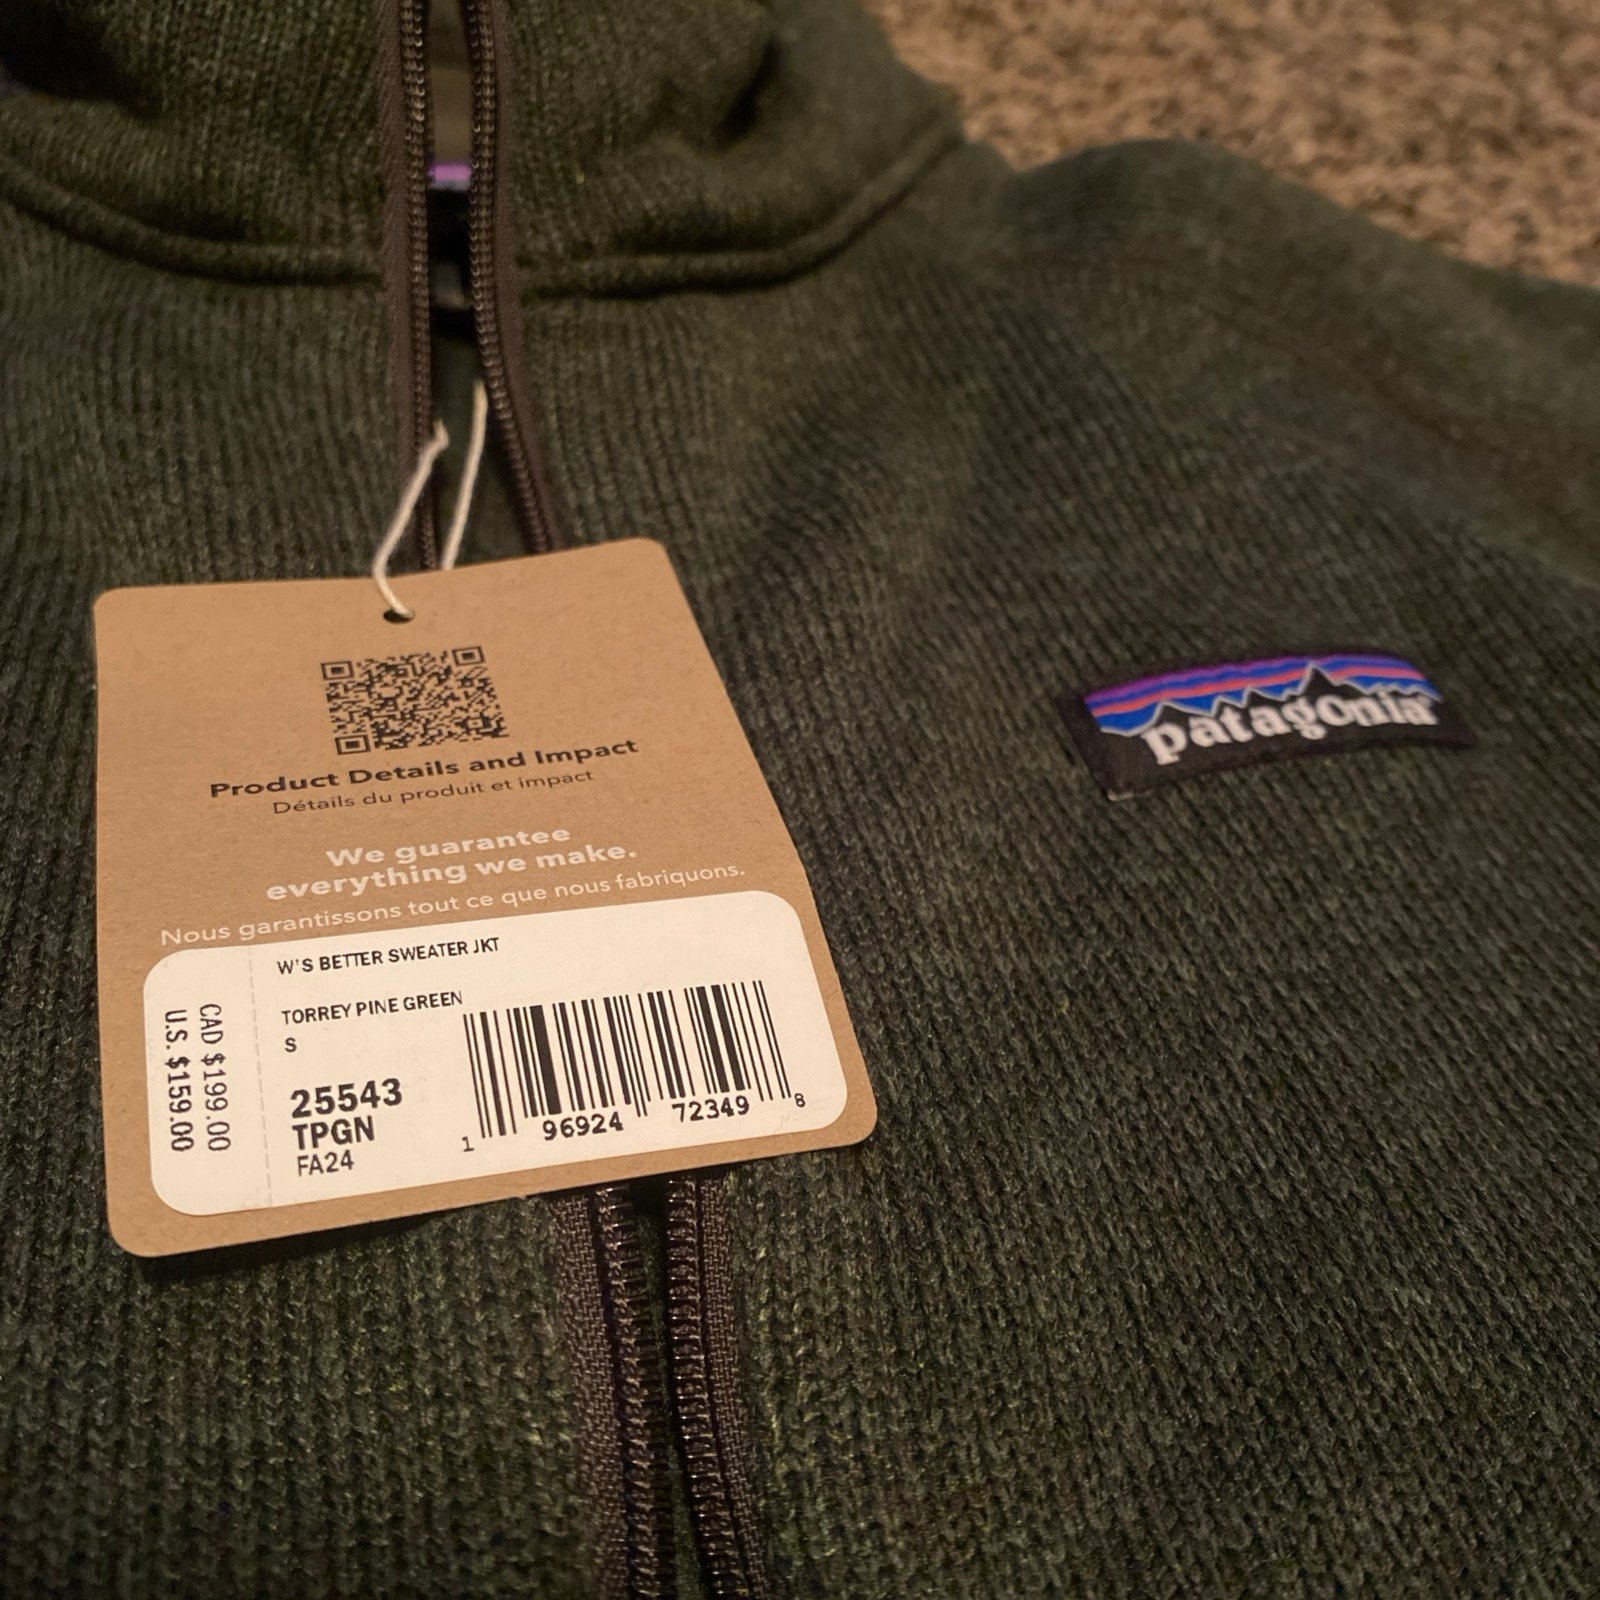 Product Details and Impact
Détails du produit et impact
We guarantee
everything we make.
Nous garantissons tout ce que nous fabriquons.
W'S BETTER SWEATER JKT
TORREY PINE GREEN
S
25543
TPGN
FA24
1 96924 72349 8
CAD $199.00
U.S. $159.00
patagonia